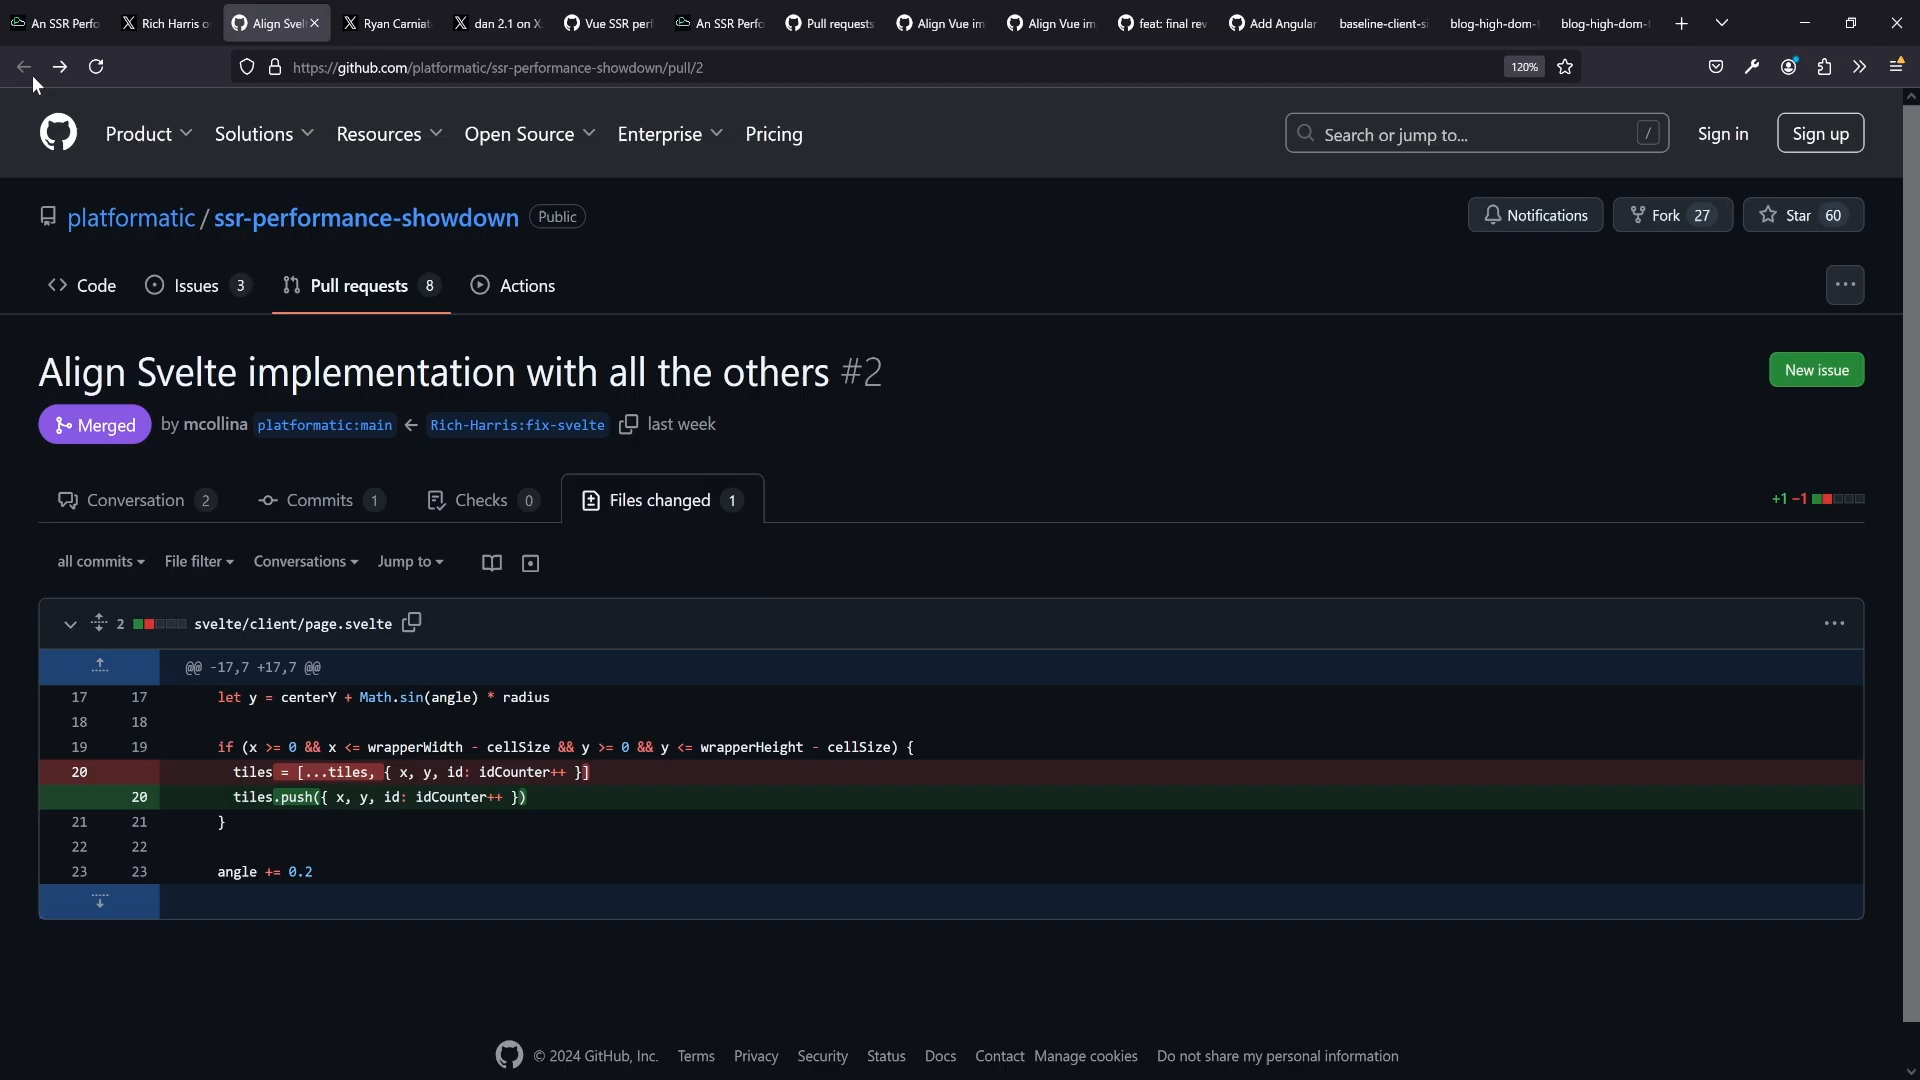 An SSR Perfo
Rich Harris o
Align Svel
Ryan Carniat
dan 2.1 on X
Vue SSR perf
An SSR Perfo
Pull requests
Align Vue im
Align Vue im
feat: final rev
Add Angular
baseline-client-si
blog-high-dom-
blog-high-dom-
https://github.com/platformatic/ssr-performance-showdown/pull/2
120%
Product
Solutions
Resources
Open Source
Enterprise
Pricing
Search or jump to...
/
Sign in
Sign up
platformatic / ssr-performance-showdown Public
Notifications
Fork 27
Star 60
Code
Issues 3
Pull requests 8
Actions
Align Svelte implementation with all the others #2
New issue
Merged by mcollina platformatic:main ← Rich-Harris:fix-svelte last week
Conversation 2
Commits 1
Checks 0
Files changed 1
+1 −1
all commits
File filter
Conversations
Jump to
2 svelte/client/page.svelte
@@ -17,7 +17,7 @@
17 17 let y = centerY + Math.sin(angle) * radius
18 18
19 19 if (x >= 0 && x <= wrapperWidth - cellSize && y >= 0 && y <= wrapperHeight - cellSize) {
20 tiles = [...tiles, { x, y, id: idCounter++ }]
20 tiles.push({ x, y, id: idCounter++ })
21 21 }
22 22
23 23 angle += 0.2
© 2024 GitHub, Inc.
Terms
Privacy
Security
Status
Docs
Contact
Manage cookies
Do not share my personal information